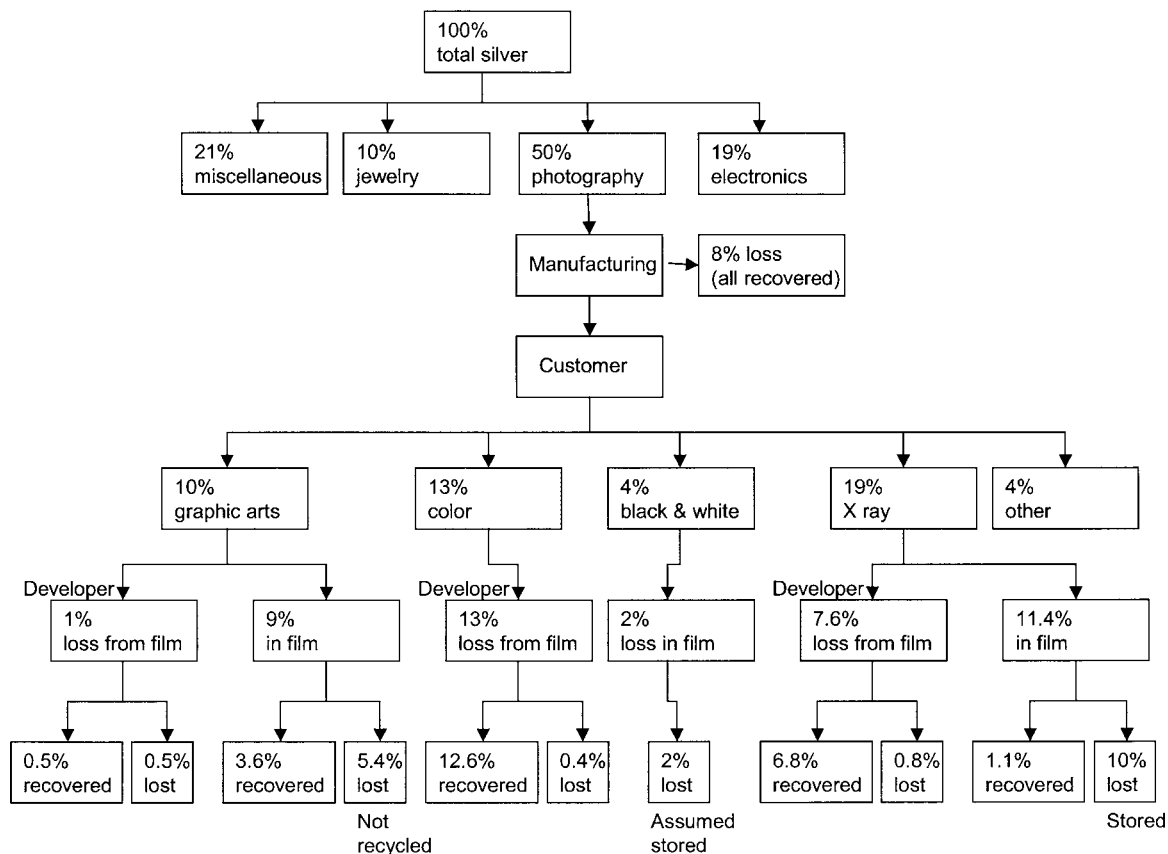 100%
total silver
21%
miscellaneous
10%
jewelry
50%
photography
19%
electronics
Manufacturing
8% loss
(all recovered)
Customer
10%
graphic arts
13%
color
4%
black & white
19%
X ray
4%
other
Developer
1%
loss from film
9%
in film
Developer
13%
loss from film
2%
loss in film
Developer
7.6%
loss from film
11.4%
in film
0.5%
recovered
0.5%
lost
3.6%
recovered
5.4%
lost
12.6%
recovered
0.4%
lost
2%
lost
6.8%
recovered
0.8%
lost
1.1%
recovered
10%
lost
Not
recycled
Assumed
stored
Stored